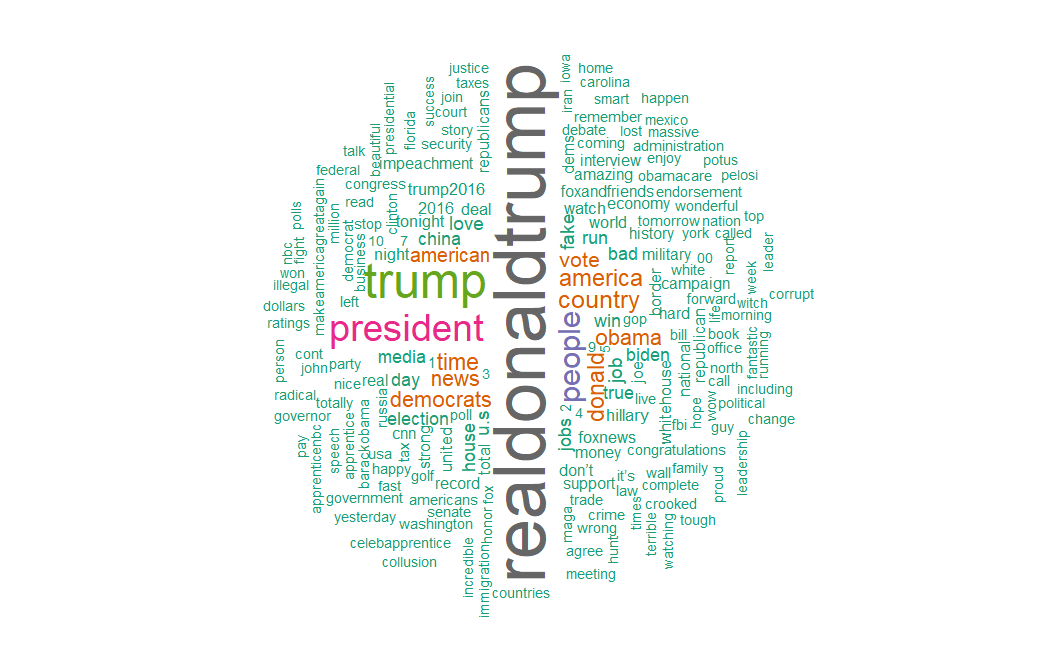 realdonaldtrump
trump
president
people
america
country
american
vote
obama
donald
time
news
democrats
justice
taxes
join
court
story
security
success
republicans
presidential
florida
beautiful
talk
federal
impeachment
congress
trump2016
read
clinton
2016
deal
stop
tonight
love
10
7
china
night
million
makeamericagreatagain
polls
nbc
fight
won
illegal
democrat
business
dollars
left
ratings
iran
iowa
home
carolina
smart
happen
remember
mexico
debate
lost
massive
dems
coming
administration
interview
enjoy
potus
amazing
obamacare
pelosi
foxandfriends
endorsement
watch
economy
wonderful
fake
world
tomorrow
nation
top
run
history
york
called
bad
military
00
report
leader
white
border
campaign
week
forward
witch
corrupt
win
gop
hard
life
morning
9
5
bill
republican
book
fantastic
running
office
biden
national
north
job
joe
call
true
live
whitehouse
hope
wow
including
political
2
4
hillary
fbi
guy
change
jobs
foxnews
money
congratulations
don't
it's
wall
family
support
law
complete
proud
leadership
trade
crooked
maga
crime
times
wrong
terrible
watching
tough
agree
hunt
meeting
person
cont
john
party
media
1
3
nice
real
day
radical
totally
russia
governor
election
poll
u.s
pay
apprenticenbc
speech
apprentice
barackobama
cnn
usa
tax
strong
united
house
happy
golf
total
fast
record
government
americans
fox
yesterday
senate
washington
honor
celebapprentice
collusion
incredible
immigration
countries